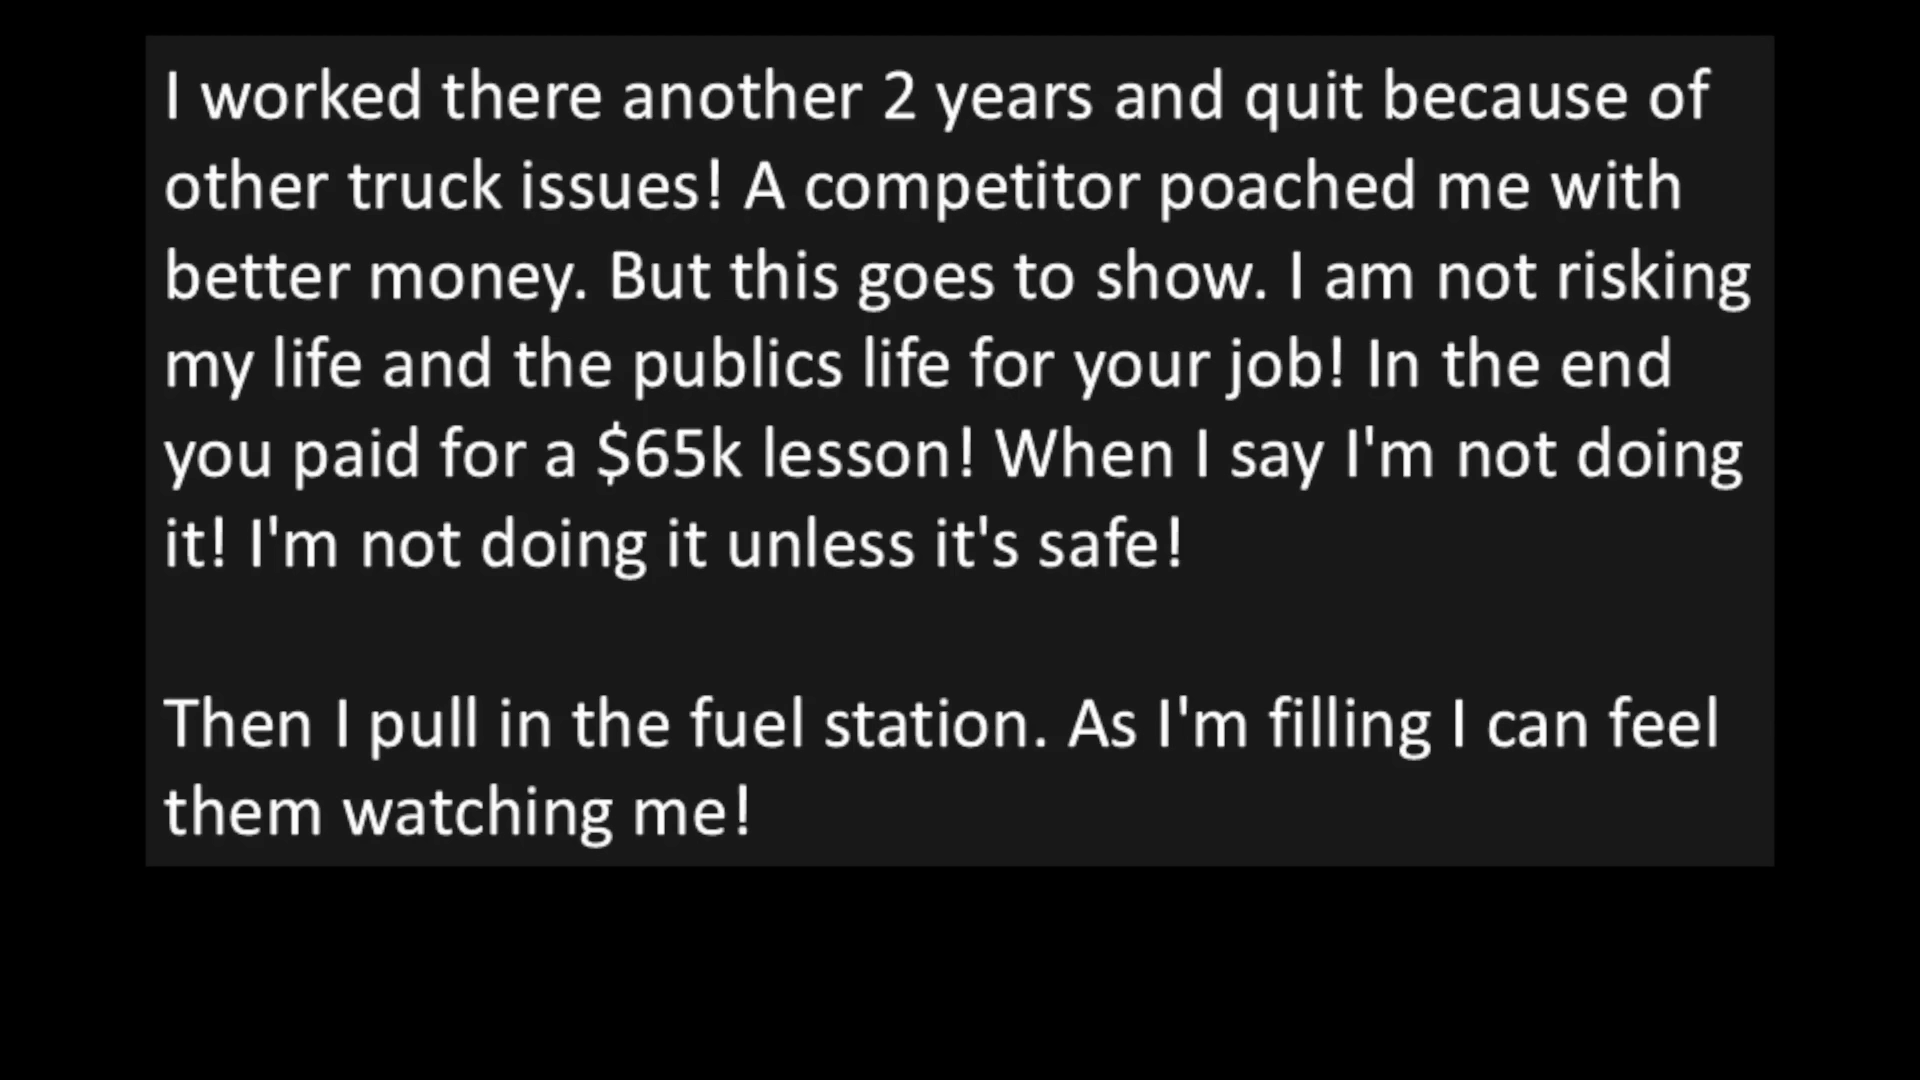 I worked there another 2 years and quit because of
other truck issues! A competitor poached me with
better money. But this goes to show. I am not risking
my life and the publics life for your job! In the end
you paid for a $65k lesson! When I say I'm not doing
it! I'm not doing it unless it's safe!
Then I pull in the fuel station. As I'm filling I can feel
them watching me!